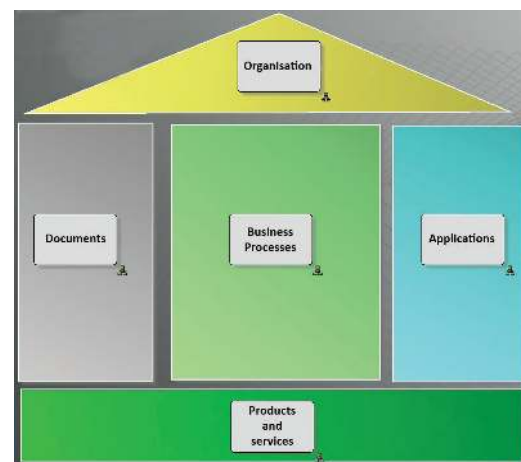 Organisation
Documents
Business
Processes
Applications
Products
and
services